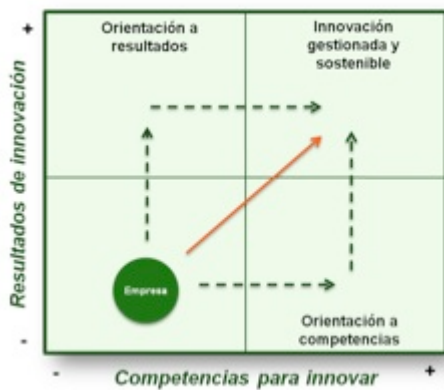 +
Orientación a
resultados
Innovación
gestionada y
sostenible
Resultados de innovación
Empresa
Orientación a
competencias
-
-
Competencias para innovar
+